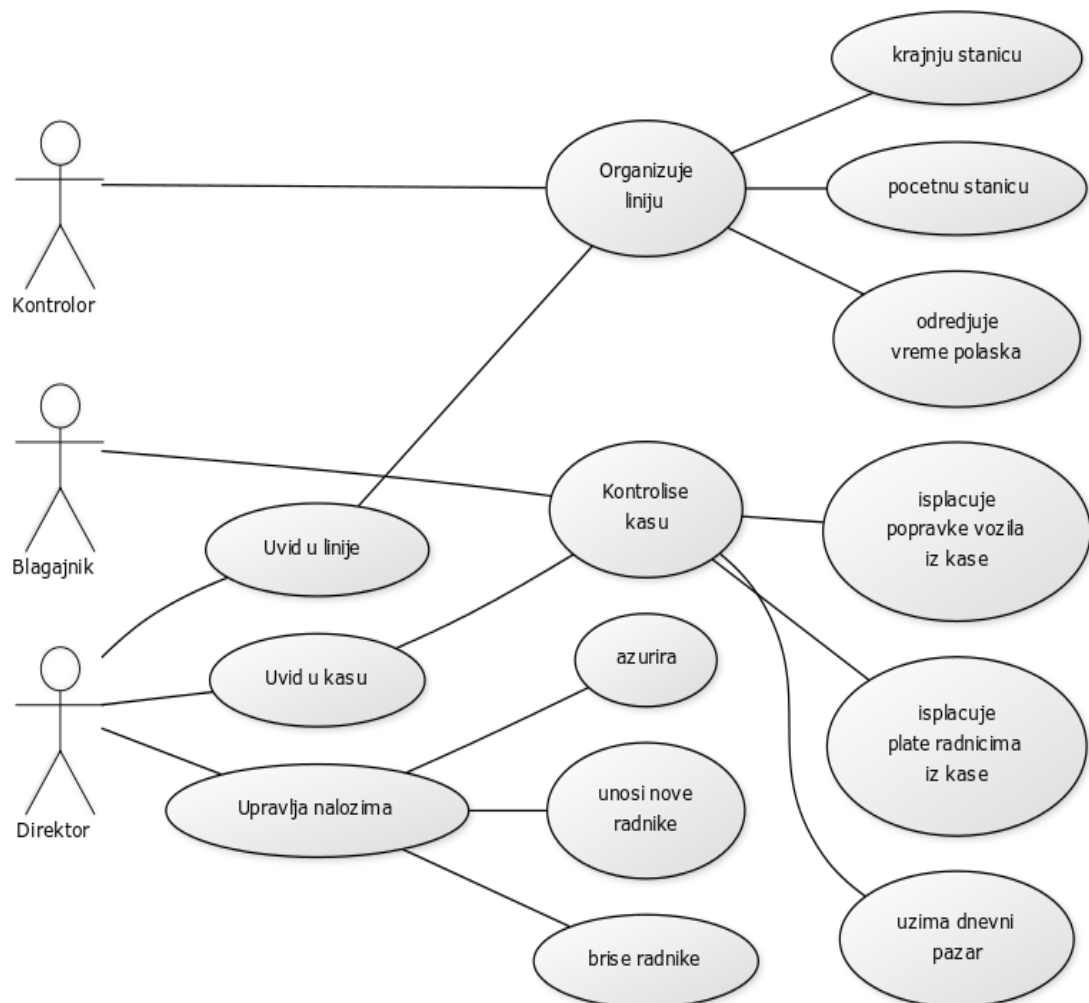 krajnju stanicu
Organizuje
liniju
pocetnu stanicu
Kontrolor
odredjuje
vreme polaska
Blagajnik
Kontrolise
kasu
isplacuje
popravke vozila
iz kase
Uvid u linije
Uvid u kasu
azurira
isplacuje
plate radnicima
iz kase
Direktor
Upravlja nalozima
unosi nove
radnike
uzima dnevni
pazar
brise radnike